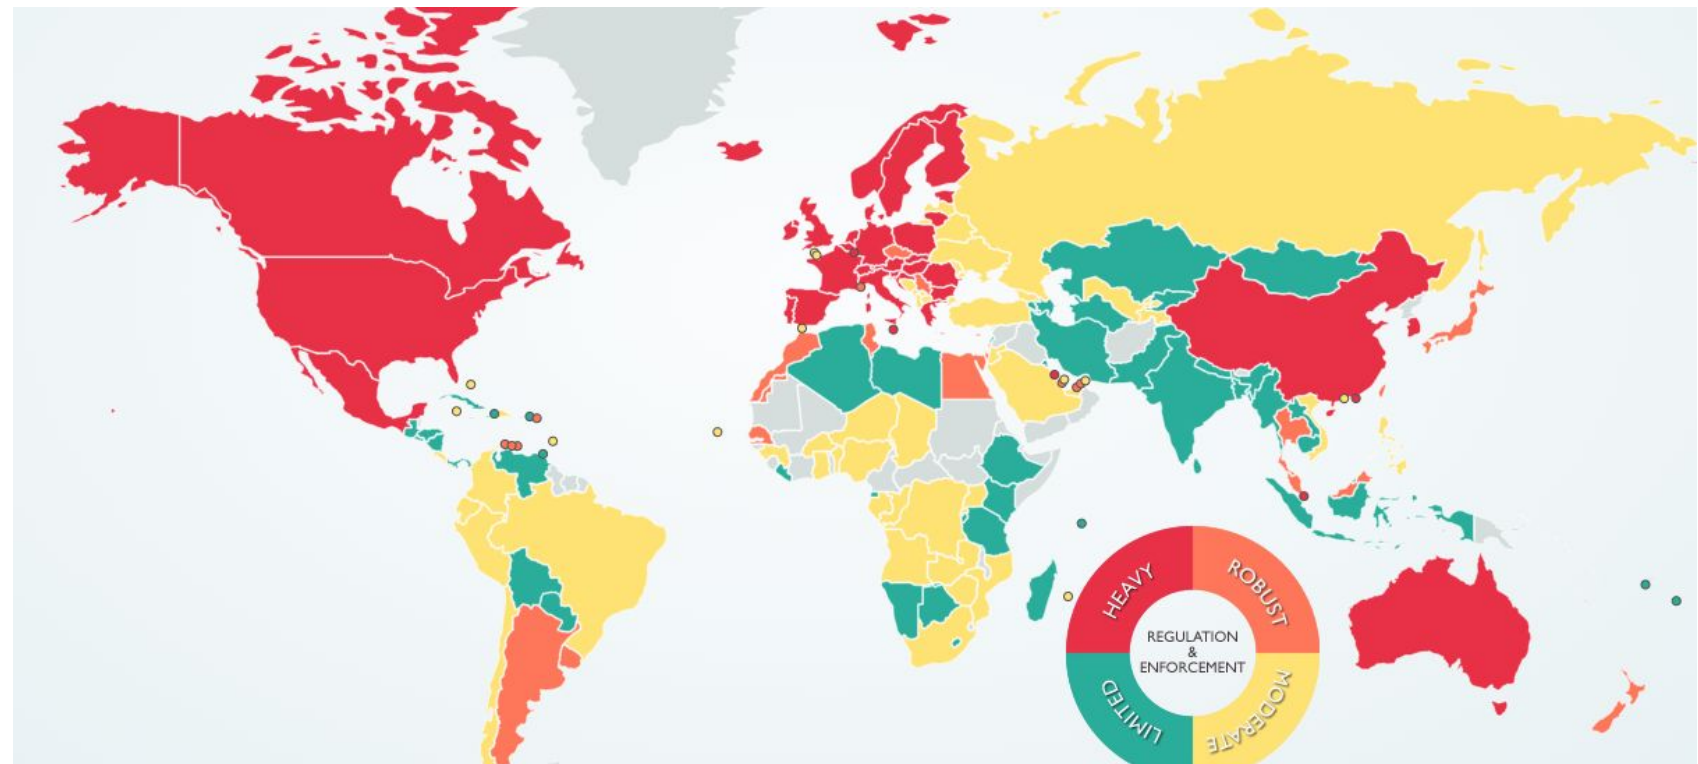 HEAVY
ROBUST
REGULATION
&
ENFORCEMENT
LIMITED
MODERATE